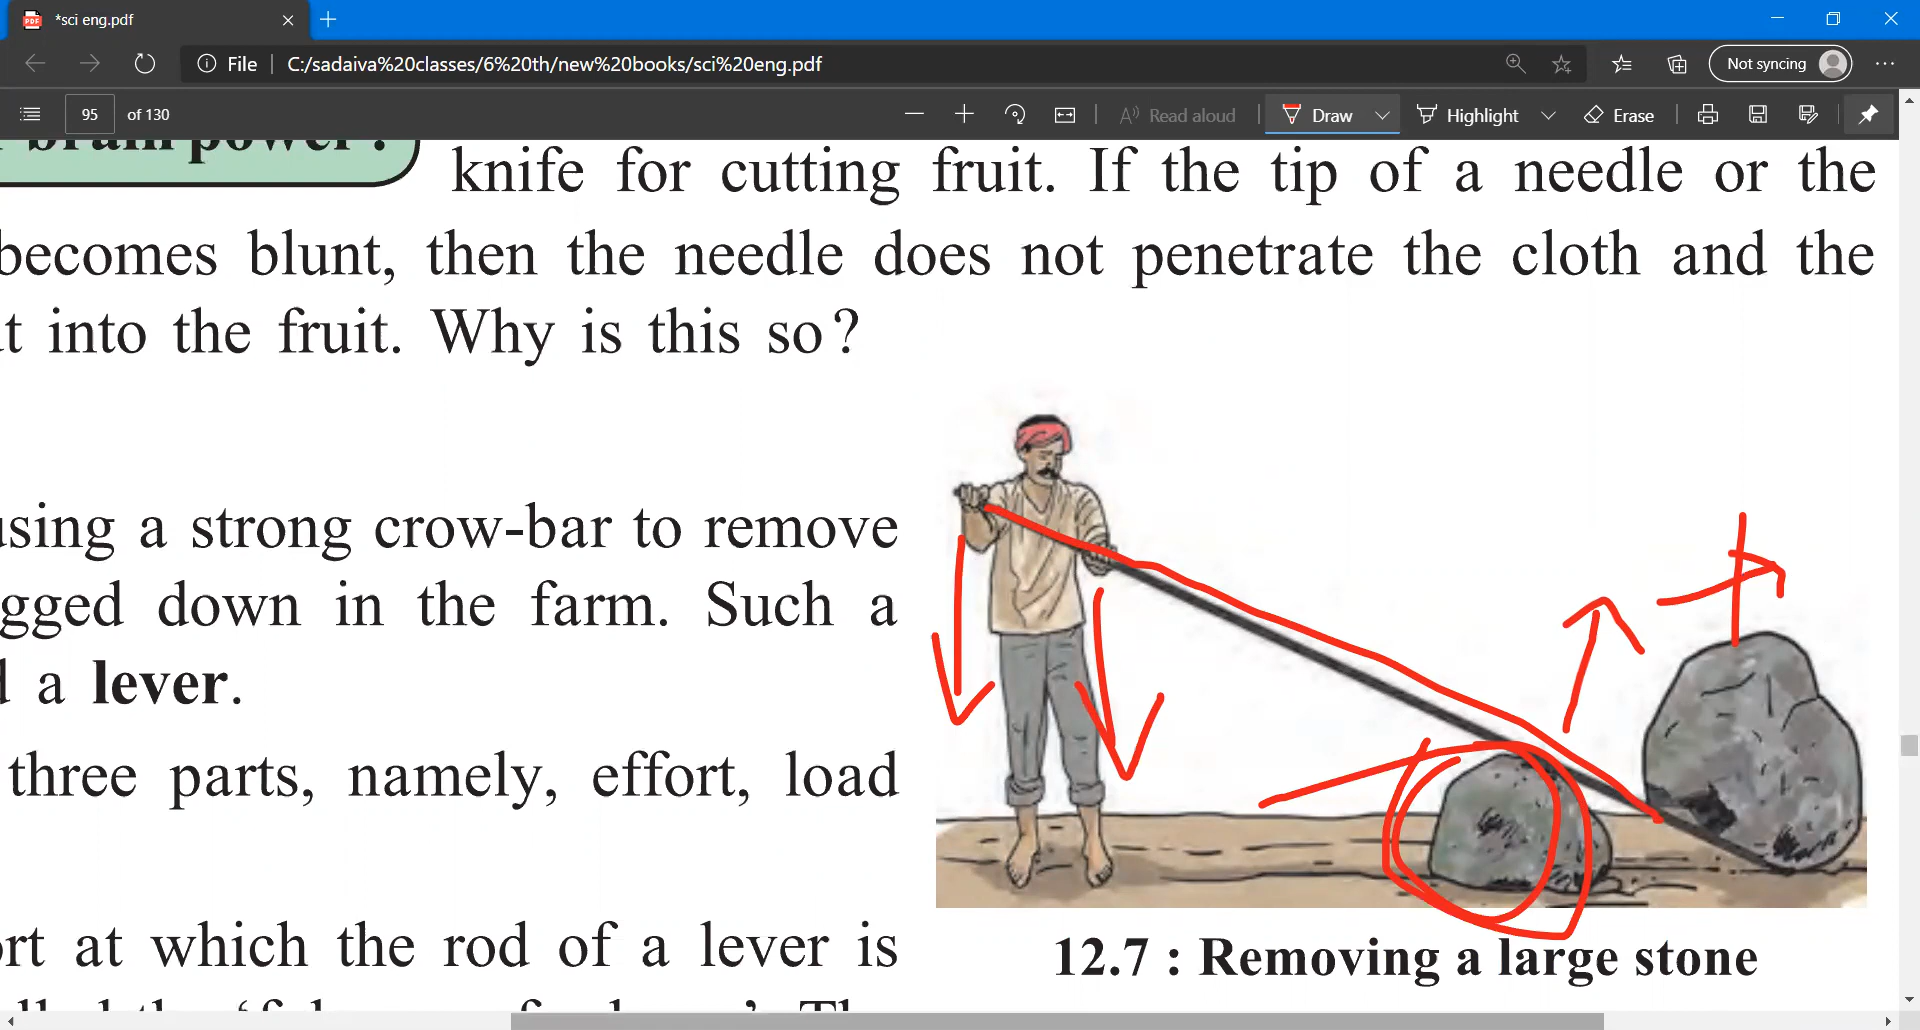 *sci eng.pdf
File C:/sadaiva%20classes/6%20th/new%20books/sci%20eng.pdf
Not syncing
95 of 130
Read aloud
Draw
Highlight
Erase
brain power !
knife for cutting fruit. If the tip of a needle or the
becomes blunt, then the needle does not penetrate the cloth and the
into the fruit. Why is this so?
a strong crow-bar to remove
down in the farm. Such a
a lever.
three parts, namely, effort, load
at which the rod of a lever is
12.7 : Removing a large stone